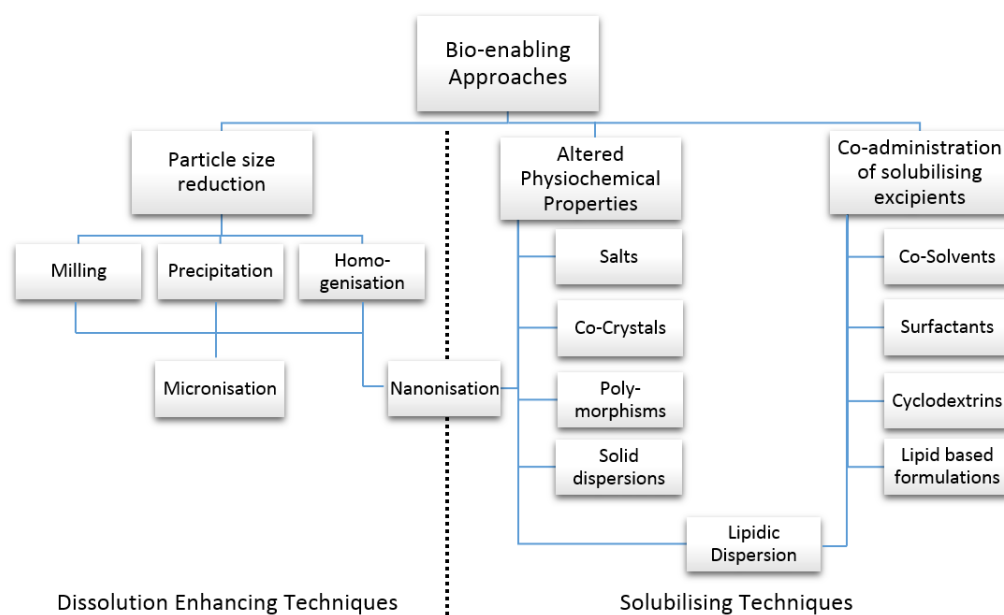 Bio-enabling
Approaches
Particle size
reduction
Altered
Physiochemical
Properties
Co-administration
of solubilising
excipients
Milling
Precipitation
Homo-
genisation
Salts
Co-Solvents
Co-Crystals
Surfactants
Micronisation
Nanonisation
Poly-
morphisms
Cyclodextrins
Solid
dispersions
Lipid based
formulations
Lipidic
Dispersion
Dissolution Enhancing Techniques
Solubilising Techniques